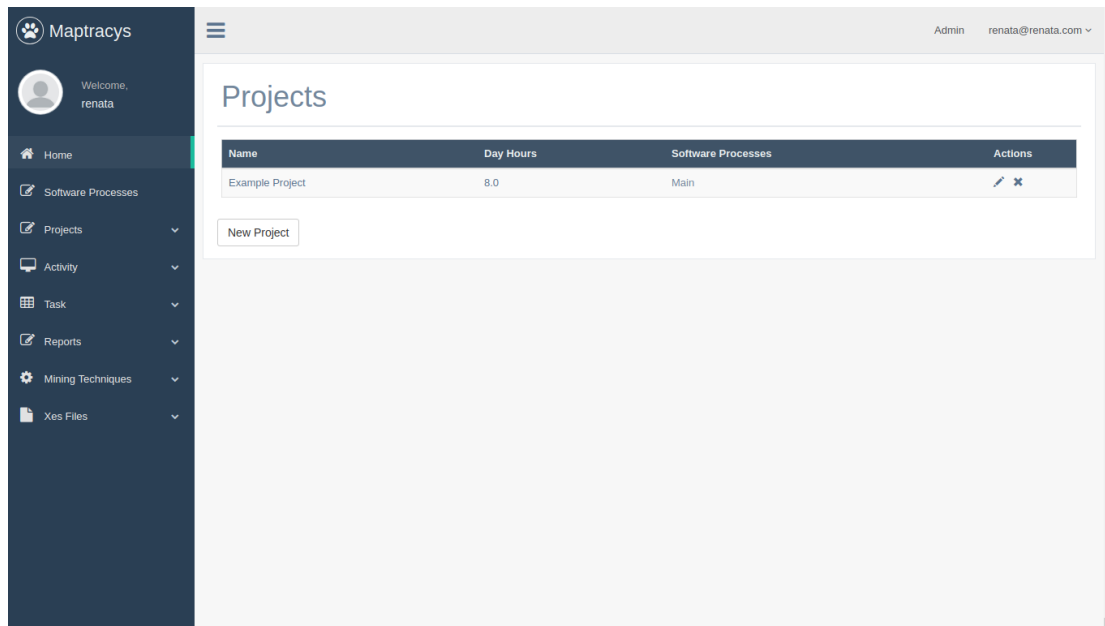 Maptracys
Admin renata@renata.com
Welcome,
renata
Home
Software Processes
Projects
Activity
Task
Reports
Mining Techniques
Xes Files
Projects
Name Day Hours Software Processes Actions
Example Project 8.0 Main
New Project